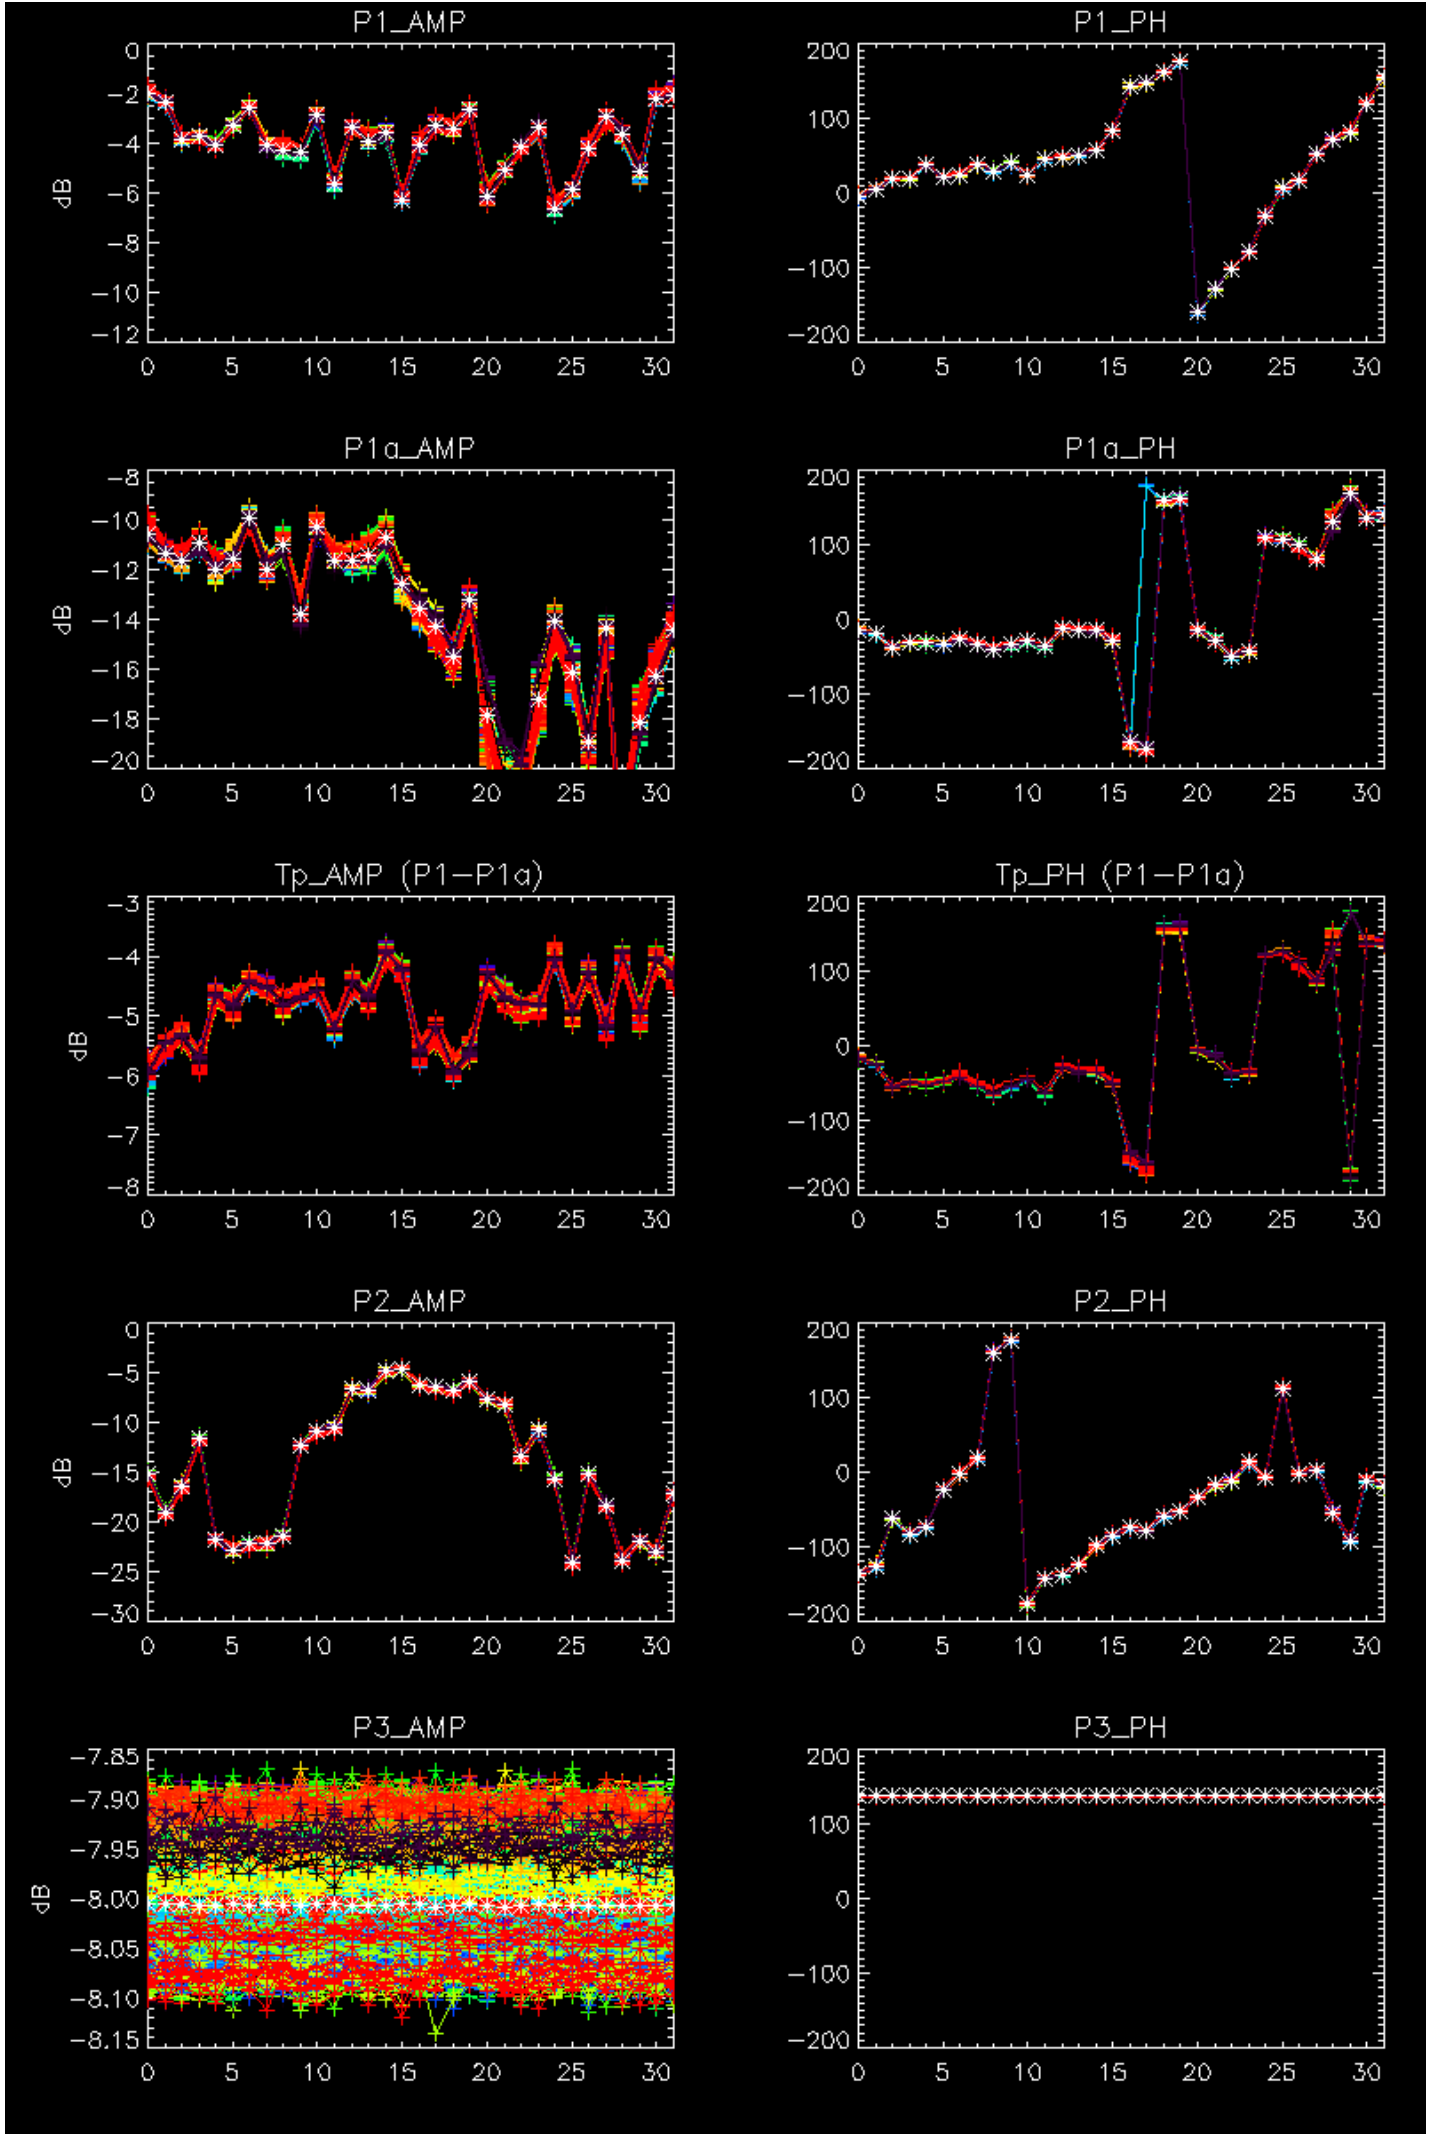 P1_AMP P1_PH
0 200
−2 100
−4 0
−6
−8 −100
−10
−12 −200
dB
0 5 10 15 20 25 30 0 5 10 15 20 25 30
P1a_AMP P1a_PH
−8 200
−10 100
−12
−14 0
−16 −100
−18
−20 −200
dB
0 5 10 15 20 25 30 0 5 10 15 20 25 30
Tp_AMP (P1−P1a) Tp_PH (P1−P1a)
−3 200
−4 100
−5 0
−6
−7 −100
−8 −200
dB
0 5 10 15 20 25 30 0 5 10 15 20 25 30
P2_AMP P2_PH
0 200
−5 100
−10
−15 0
−20 −100
−25
−30 −200
dB
0 5 10 15 20 25 30 0 5 10 15 20 25 30
P3_AMP P3_PH
−7.85 200
−7.90 100
−7.95
−8.00 0
−8.05 −100
−8.10
−8.15 −200
dB
0 5 10 15 20 25 30 0 5 10 15 20 25 30